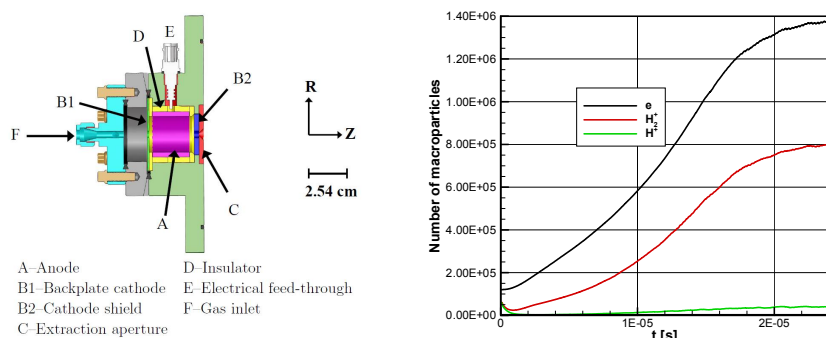 D
E
B1
B2
R
F
Z
2.54 cm
C
A
A–Anode
D–Insulator
B1–Backplate cathode
E–Electrical feed-through
B2–Cathode shield
F–Gas inlet
C–Extraction aperture
1.40E+06
1.20E+06
1.00E+06
8.00E+05
6.00E+05
4.00E+05
2.00E+05
0.00E+00
Number of macroparticles
e
H₂⁺
H⁺
0
1E-05
2E-05
t [s]